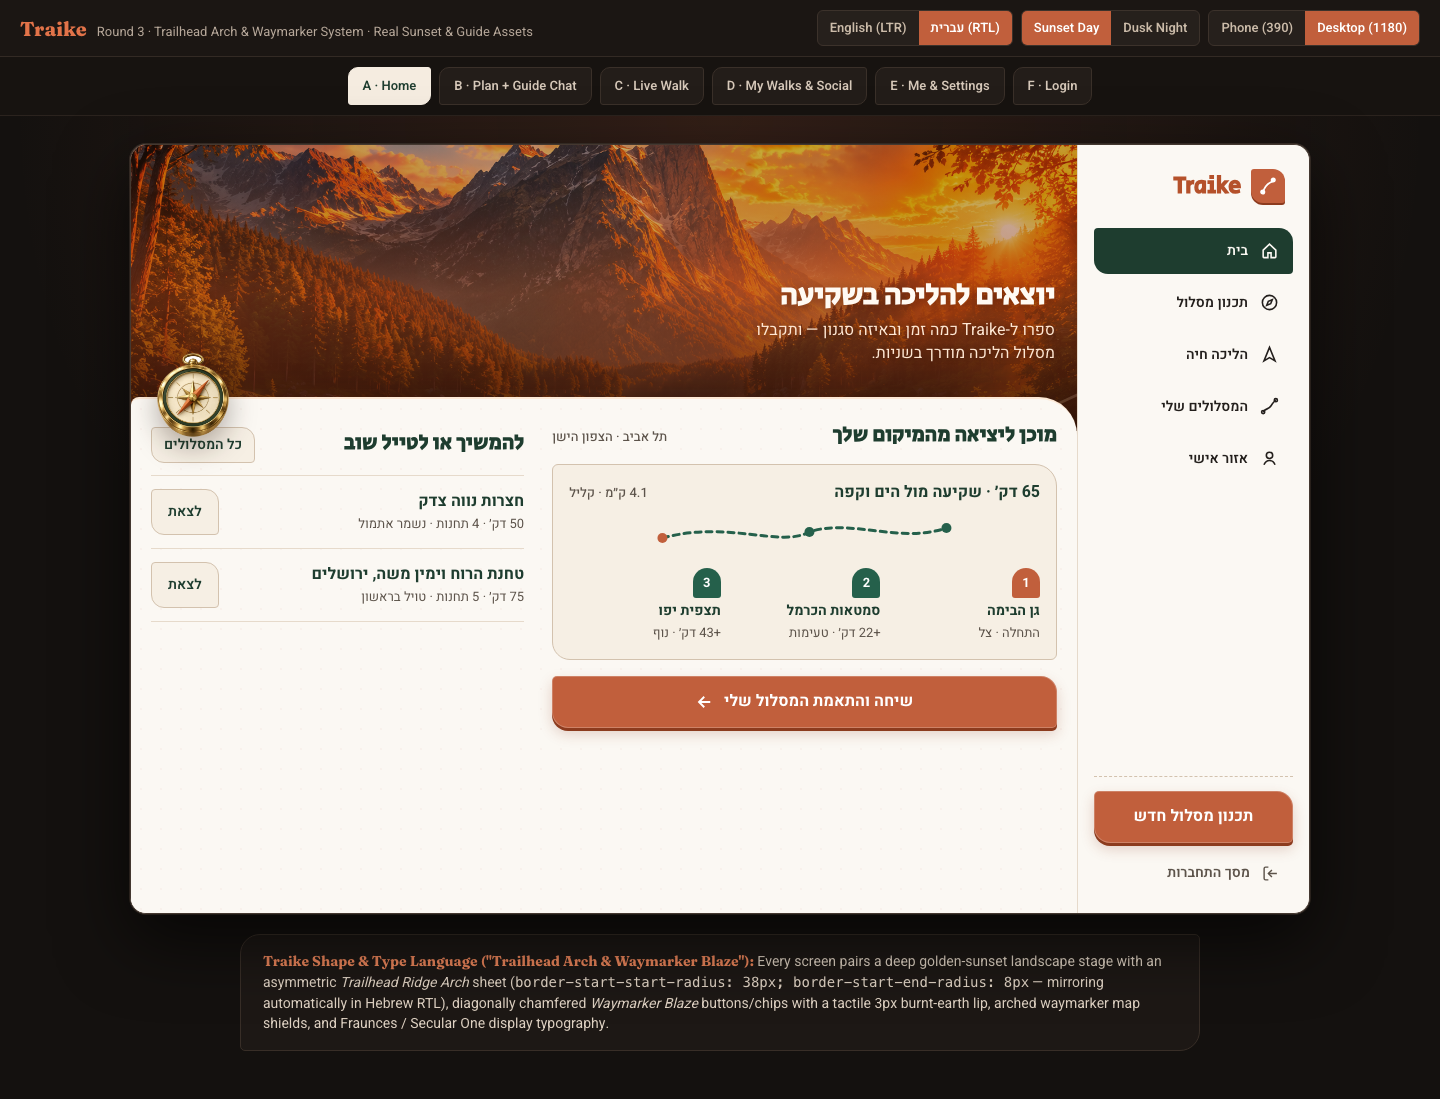 Traike Round 3 · Trailhead Arch & Waymarker System · Real Sunset & Guide Assets
English (LTR) עברית (RTL) Sunset Day Dusk Night Phone (390) Desktop (1180)
A · Home B · Plan + Guide Chat C · Live Walk D · My Walks & Social E · Me & Settings F · Login
Traike
בית
תכנון מסלול
הליכה חיה
המסלולים שלי
אזור אישי
תכנון מסלול חדש
מסך התחברות
יוצאים להליכה בשקיעה
ספרו ל-Traike כמה זמן ובאיזה סגנון — ותקבלו
מסלול הליכה מודרך בשניות.
מוכן ליציאה מהמיקום שלך
תל אביב · הצפון הישן
65 דק׳ · שקיעה מול הים וקפה
4.1 ק״מ · קליל
1
גן הבימה
התחלה · צל
2
סמטאות הכרמל
+22 דק׳ · טעימות
3
תצפית יפו
+43 דק׳ · נוף
שיחה והתאמת המסלול שלי ←
להמשיך או לטייל שוב
כל המסלולים
חצרות נווה צדק
50 דק׳ · 4 תחנות · נשמר אתמול
לצאת
טחנת הרוח וימין משה, ירושלים
75 דק׳ · 5 תחנות · טויל בראשון
לצאת
Traike Shape & Type Language ("Trailhead Arch & Waymarker Blaze"): Every screen pairs a deep golden-sunset landscape stage with an
asymmetric Trailhead Ridge Arch sheet (border-start-start-radius: 38px; border-start-end-radius: 8px — mirroring
automatically in Hebrew RTL), diagonally chamfered Waymarker Blaze buttons/chips with a tactile 3px burnt-earth lip, arched waymarker map
shields, and Fraunces / Secular One display typography.